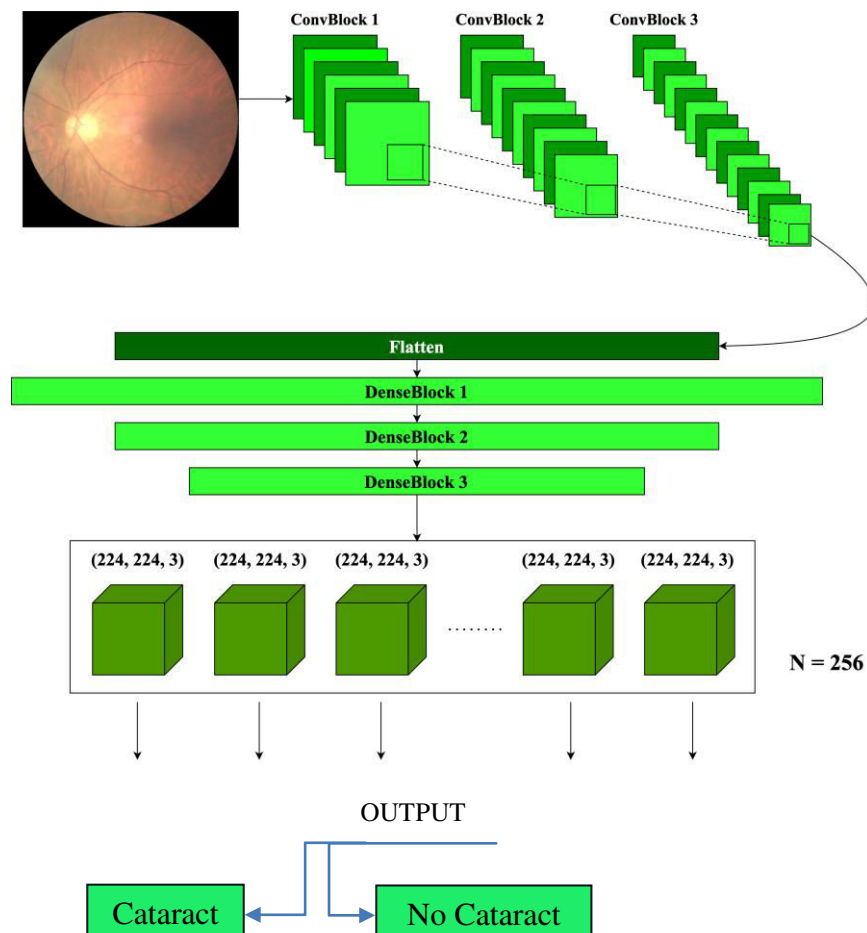 ConvBlock 1 ConvBlock 2 ConvBlock 3
Flatten
DenseBlock 1
DenseBlock 2
DenseBlock 3
(224, 224, 3) (224, 224, 3) (224, 224, 3) (224, 224, 3) (224, 224, 3)
........
N = 256
OUTPUT
Cataract No Cataract